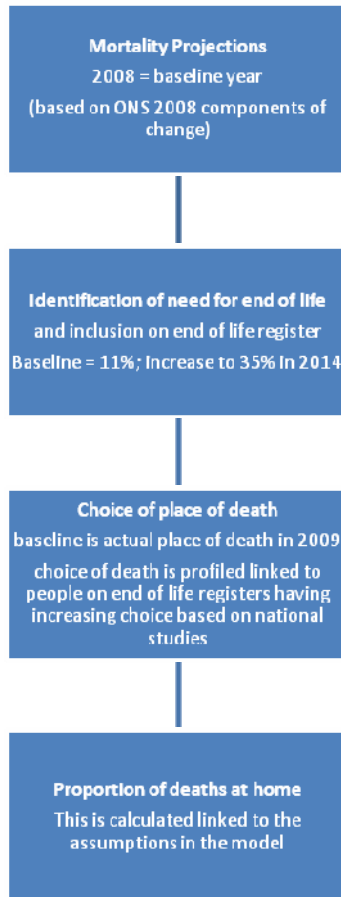 Mortality Projections
2008 = baseline year
(based on ONS 2008 components of
change)
Identification of need for end of life
and inclusion on end of life register
Baseline = 11%; increase to 35% in 2014
Choice of place of death
baseline is actual place of death in 2009
choice of death is profiled linked to
people on end of life registers having
increasing choice based on national
studies
Proportion of deaths at home
This is calculated linked to the
assumptions in the model